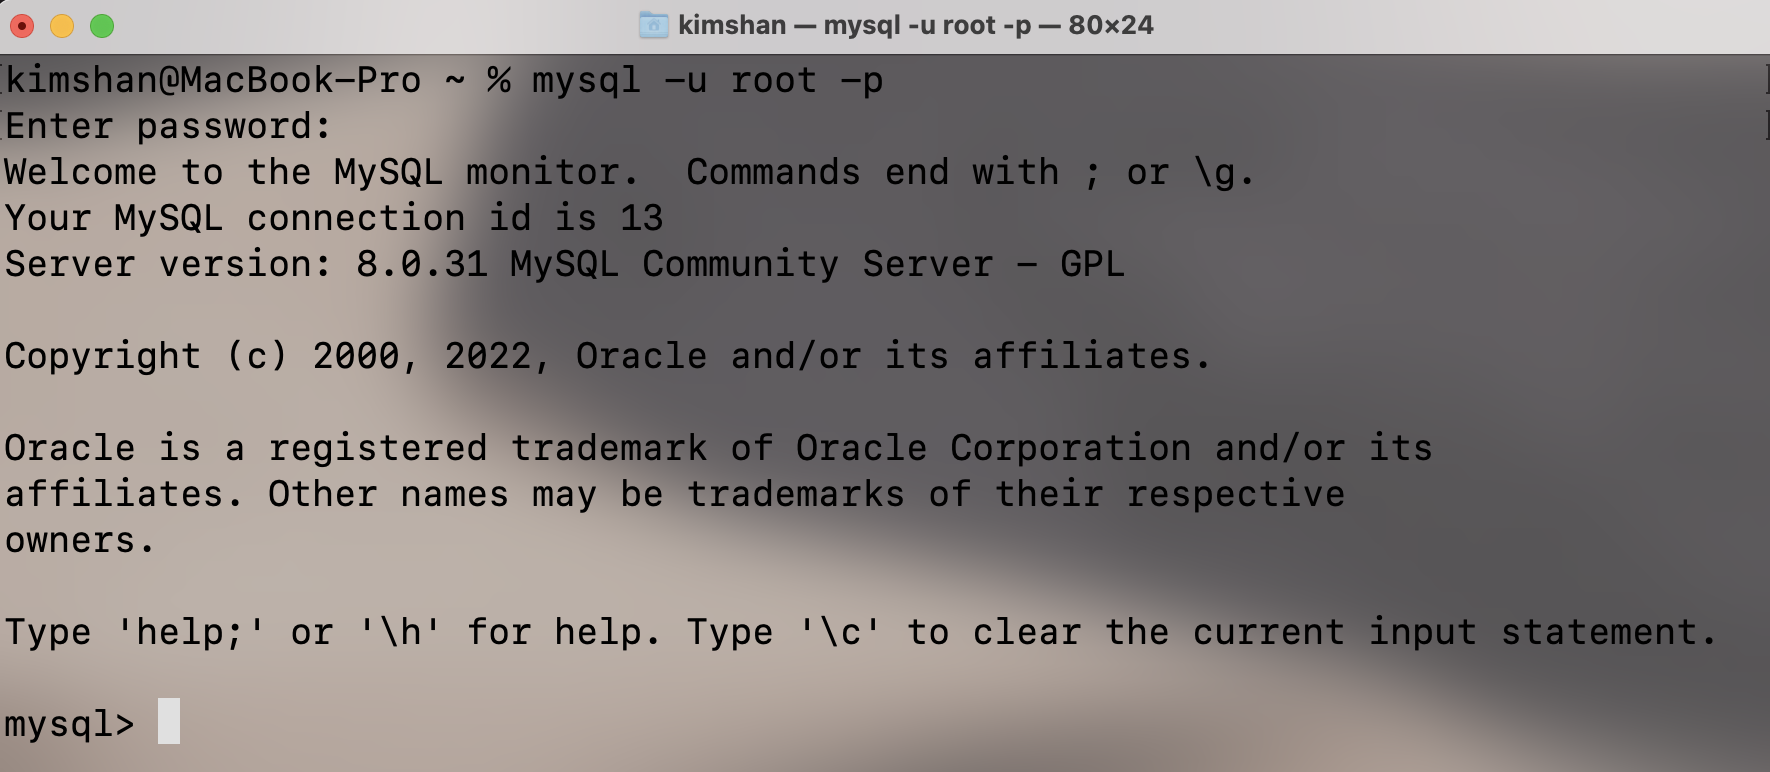 kimshan — mysql -u root -p — 80×24
[kimshan@MacBook-Pro ~ % mysql -u root -p ]
[Enter password: ]
Welcome to the MySQL monitor.  Commands end with ; or \g.
Your MySQL connection id is 13
Server version: 8.0.31 MySQL Community Server - GPL
Copyright (c) 2000, 2022, Oracle and/or its affiliates.
Oracle is a registered trademark of Oracle Corporation and/or its
affiliates. Other names may be trademarks of their respective
owners.
Type 'help;' or '\h' for help. Type '\c' to clear the current input statement.
mysql>